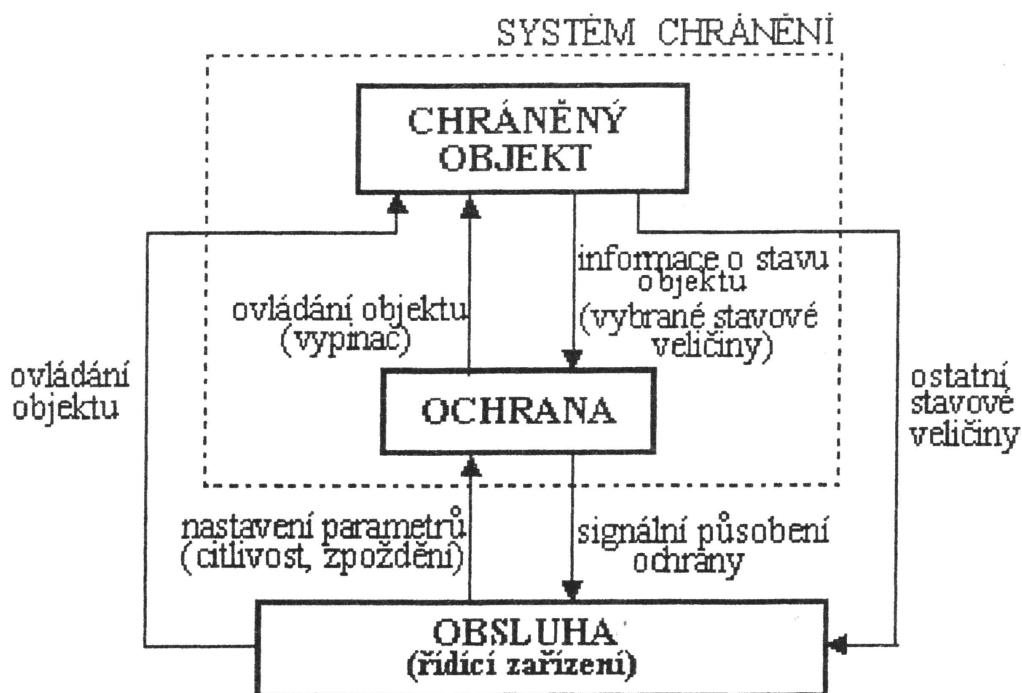 SYSTÉM CHRÁNĚNÍ
CHRÁNĚNÝ
OBJEKT
informace o stavu
objektu
(vybrané stavové
veličiny)
ovládání objektu
(vypinač)
ovládání
objektu
ostatní
stavové
veličiny
OCHRANA
nastavení parametrů
(citlivost, zpoždění)
signální působení
ochrany
OBSLUHA
(řídící zařízení)